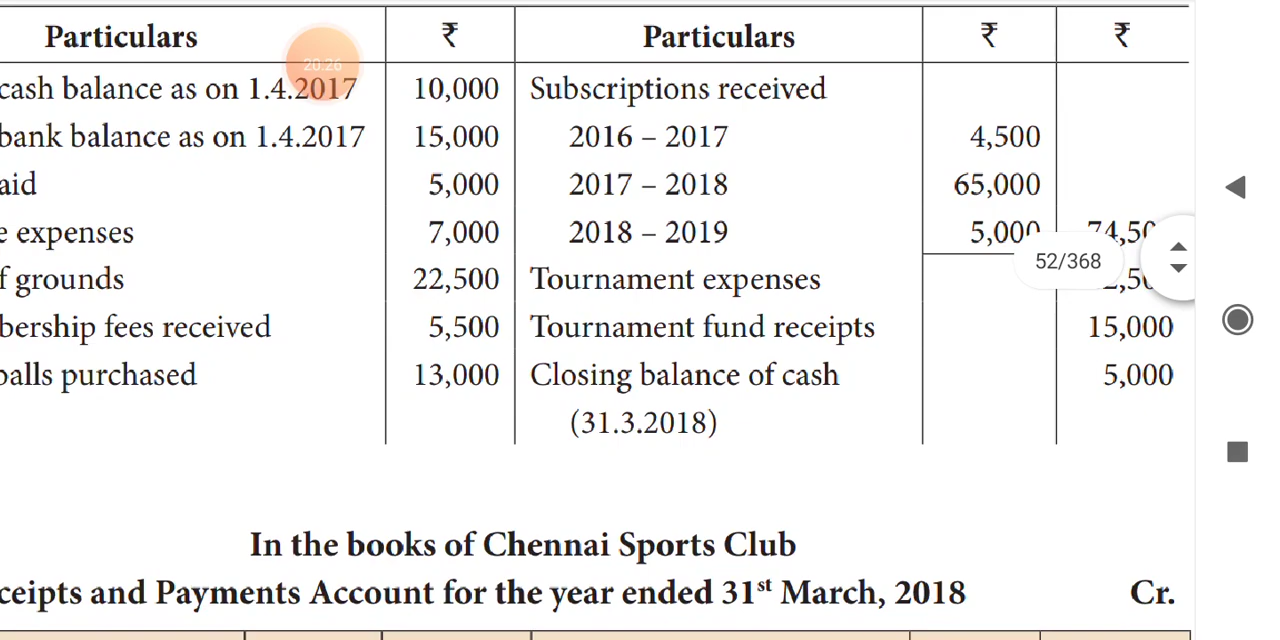 Particulars ₹ Particulars ₹ ₹
20:26
cash balance as on 1.4.2017 10,000 Subscriptions received
bank balance as on 1.4.2017 15,000 2016 – 2017 4,500
aid 5,000 2017 – 2018 65,000
e expenses 7,000 2018 – 2019 5,000 74,50
52/368
f grounds 22,500 Tournament expenses
bership fees received 5,500 Tournament fund receipts 15,000
balls purchased 13,000 Closing balance of cash 5,000
(31.3.2018)
In the books of Chennai Sports Club
ceipts and Payments Account for the year ended 31st March, 2018 Cr.